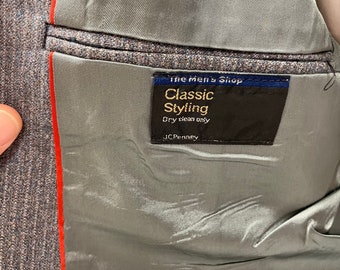 The Men's Shop
Classic
Styling
Dry clean only
JCPenney